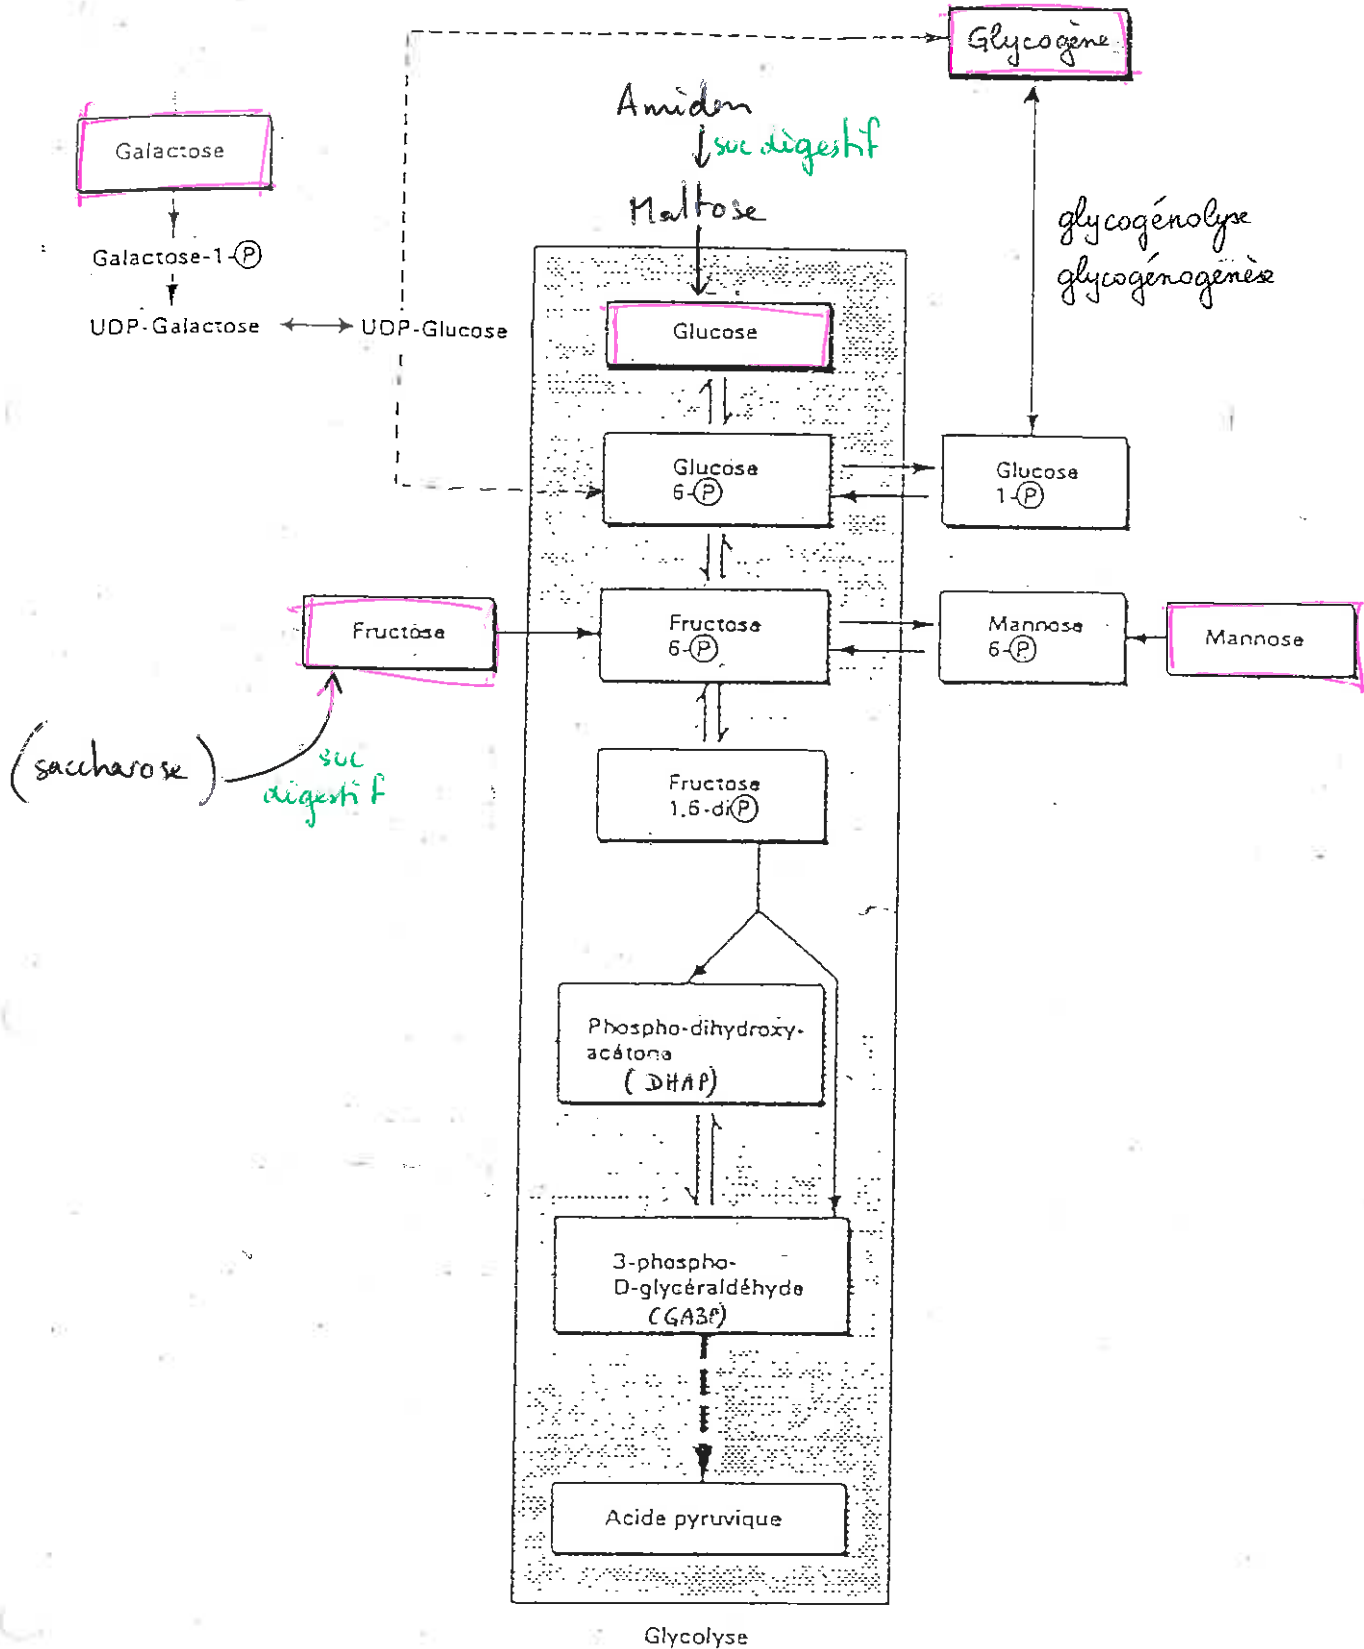 Glycogène
Amidon
suc digestif
Galactose
Maltose
glycogénolyse
glycogénogénèse
Galactose-1-P
UDP-Galactose
UDP-Glucose
Glucose
Glucose
6-P
Glucose
1-P
Fructose
Fructose
6-P
Mannose
6-P
Mannose
(saccharose)
suc
digestif
Fructose
1,6-diP
Phospho-dihydroxy-
acétone
(DHAP)
3-phospho-
D-glycéraldéhyde
(GA3P)
Acide pyruvique
Glycolyse